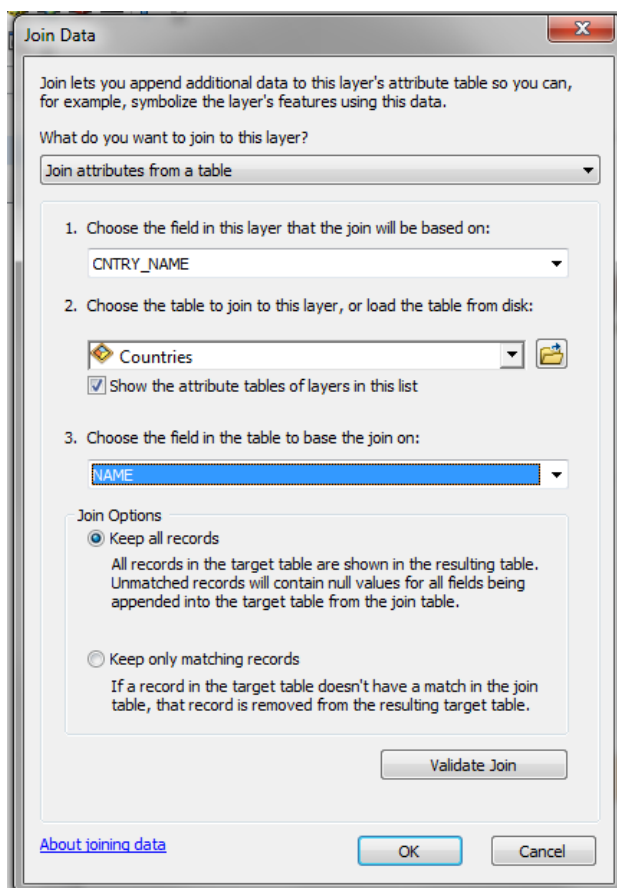 Join Data
Join lets you append additional data to this layer's attribute table so you can,
for example, symbolize the layer's features using this data.
What do you want to join to this layer?
Join attributes from a table
1. Choose the field in this layer that the join will be based on:
CNTRY_NAME
2. Choose the table to join to this layer, or load the table from disk:
Countries
Show the attribute tables of layers in this list
3. Choose the field in the table to base the join on:
NAME
Join Options
Keep all records
All records in the target table are shown in the resulting table.
Unmatched records will contain null values for all fields being
appended into the target table from the join table.
Keep only matching records
If a record in the target table doesn't have a match in the join
table, that record is removed from the resulting target table.
Validate Join
About joining data
OK
Cancel